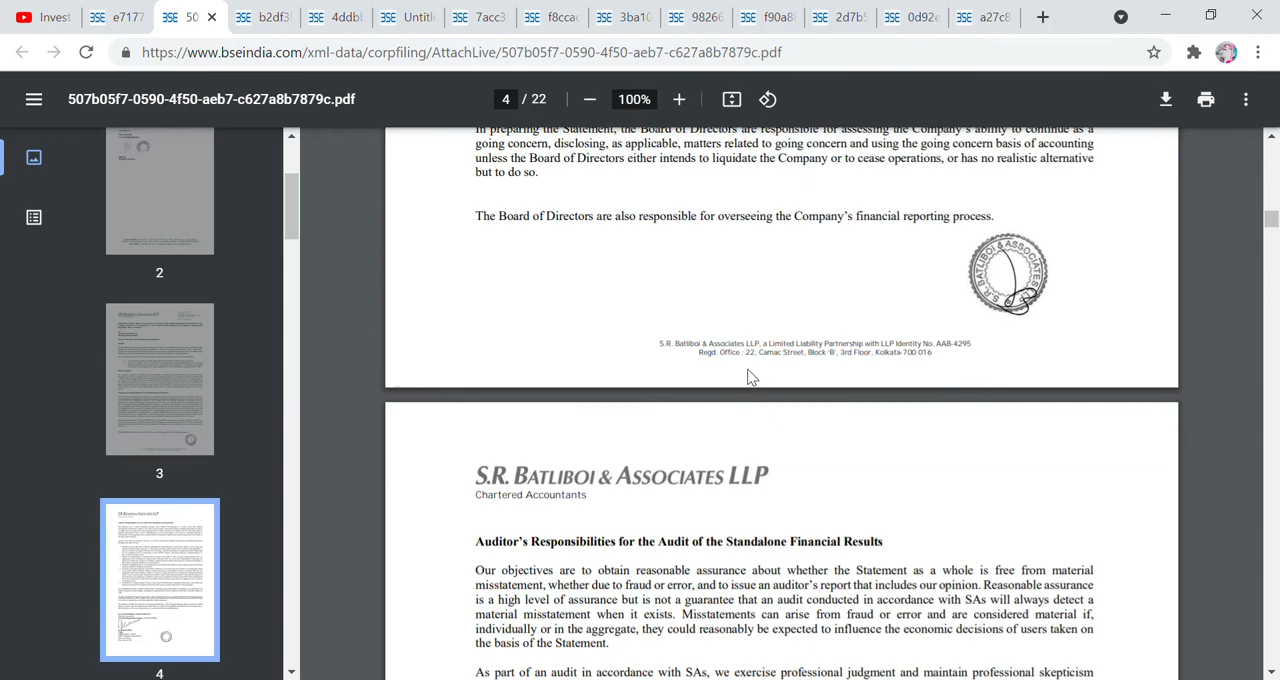 Invest
e7177
50
b2df3
4ddb
Untitl
7acc3
f8cca
3ba10
98266
f90a8
2d7b5
0d92e
a27c8
https://www.bseindia.com/xml-data/corpfiling/AttachLive/507b05f7-0590-4f50-aeb7-c627a8b7879c.pdf
507b05f7-0590-4f50-aeb7-c627a8b7879c.pdf
4 / 22
100%
In preparing the Statement, the Board of Directors are responsible for assessing the Company's ability to continue as a
going concern, disclosing, as applicable, matters related to going concern and using the going concern basis of accounting
unless the Board of Directors either intends to liquidate the Company or to cease operations, or has no realistic alternative
but to do so.
The Board of Directors are also responsible for overseeing the Company's financial reporting process.
S.R. BATLIBOI & ASSOCIATES
S.R. Batliboi & Associates LLP, a Limited Liability Partnership with LLP Identity No. AAB-4295
Regd. Office : 22, Camac Street, Block 'B', 3rd Floor, Kolkata-700 016
S.R. BATLIBOI & ASSOCIATES LLP
Chartered Accountants
Auditor's Responsibilities for the Audit of the Standalone Financial Results
Our objectives are to obtain reasonable assurance about whether the Statement as a whole is free from material
misstatement, whether due to fraud or error, and to issue an auditor's report that includes our opinion. Reasonable assurance
is a high level of assurance but is not a guarantee that an audit conducted in accordance with SAs will always detect a
material misstatement when it exists. Misstatements can arise from fraud or error and are considered material if,
individually or in the aggregate, they could reasonably be expected to influence the economic decisions of users taken on
the basis of the Statement.
As part of an audit in accordance with SAs, we exercise professional judgment and maintain professional skepticism
2
3
4